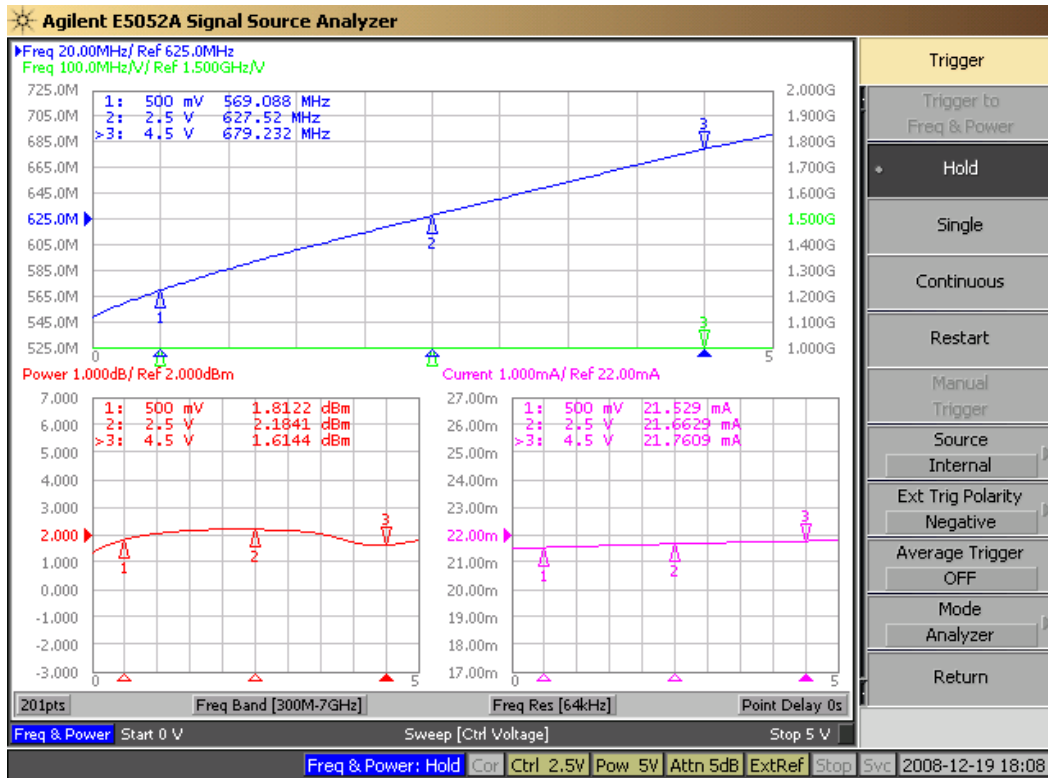 Agilent E5052A Signal Source Analyzer
Freq 20.00MHz/ Ref 625.0MHz
Freq 100.0MHz/V/ Ref 1.500GHz/V
725.0M
705.0M
685.0M
665.0M
645.0M
625.0M
605.0M
585.0M
565.0M
545.0M
525.0M
1: 500 mV 569.088 MHz
2: 2.5 V 627.52 MHz
>3: 4.5 V 679.232 MHz
1
2
3
3
0
5
2.000G
1.900G
1.800G
1.700G
1.600G
1.500G
1.400G
1.300G
1.200G
1.100G
1.000G
Power 1.000dB/ Ref 2.000dBm
7.000
6.000
5.000
4.000
3.000
2.000
1.000
0.000
-1.000
-2.000
-3.000
1: 500 mV 1.8122 dBm
2: 2.5 V 2.1841 dBm
>3: 4.5 V 1.6144 dBm
1
2
3
0
5
Current 1.000mA/ Ref 22.00mA
27.00m
26.00m
25.00m
24.00m
23.00m
22.00m
21.00m
20.00m
19.00m
18.00m
17.00m
1: 500 mV 21.529 mA
2: 2.5 V 21.6629 mA
>3: 4.5 V 21.7609 mA
1
2
3
0
5
201pts Freq Band [300M-7GHz] Freq Res [64kHz] Point Delay 0s
Freq & Power Start 0 V Sweep [Ctrl Voltage] Stop 5 V
Trigger
Trigger to
Freq & Power
Hold
Single
Continuous
Restart
Manual
Trigger
Source
Internal
Ext Trig Polarity
Negative
Average Trigger
OFF
Mode
Analyzer
Return
Freq & Power: Hold Cor Ctrl 2.5V Pow 5V Attn 5dB ExtRef Stop Svc 2008-12-19 18:08